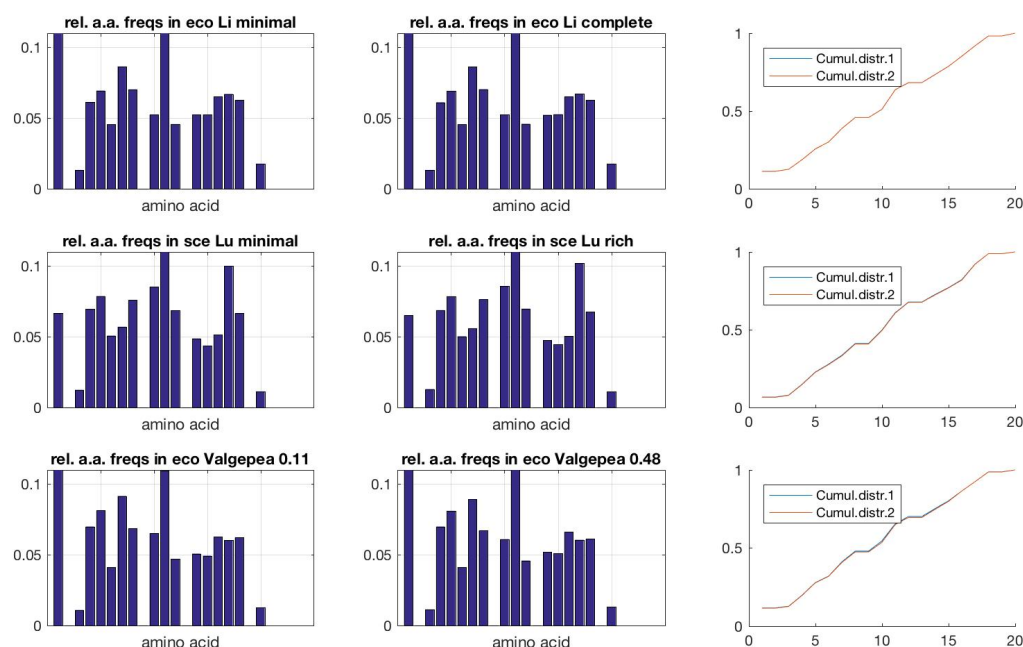 rel. a.a. freqs in eco Li minimal
0.1
0.05
0
amino acid
rel. a.a. freqs in eco Li complete
0.1
0.05
0
amino acid
1
0.5
0
0 5 10 15 20
Cumul.distr.1
Cumul.distr.2
rel. a.a. freqs in sce Lu minimal
0.1
0.05
0
amino acid
rel. a.a. freqs in sce Lu rich
0.1
0.05
0
amino acid
1
0.5
0
0 5 10 15 20
Cumul.distr.1
Cumul.distr.2
rel. a.a. freqs in eco Valgepea 0.11
0.1
0.05
0
amino acid
rel. a.a. freqs in eco Valgepea 0.48
0.1
0.05
0
amino acid
1
0.5
0
0 5 10 15 20
Cumul.distr.1
Cumul.distr.2